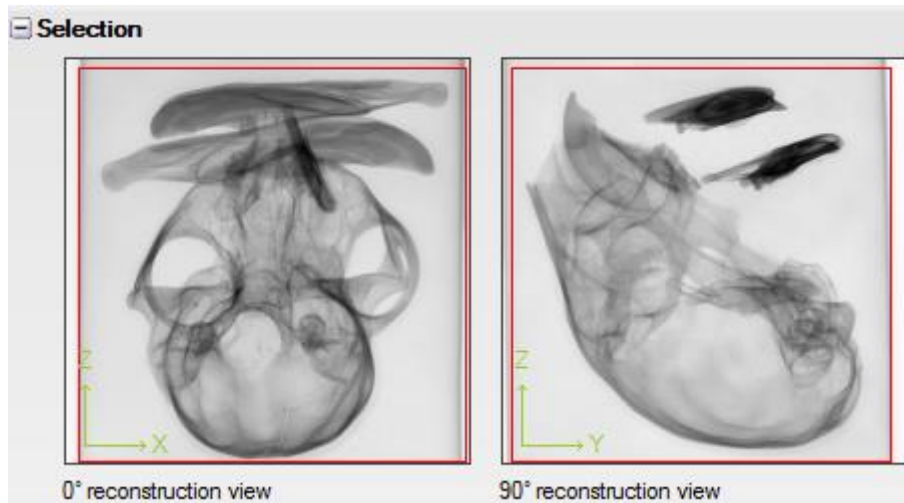 Selection
Z
X
Z
Y
0° reconstruction view
90° reconstruction view